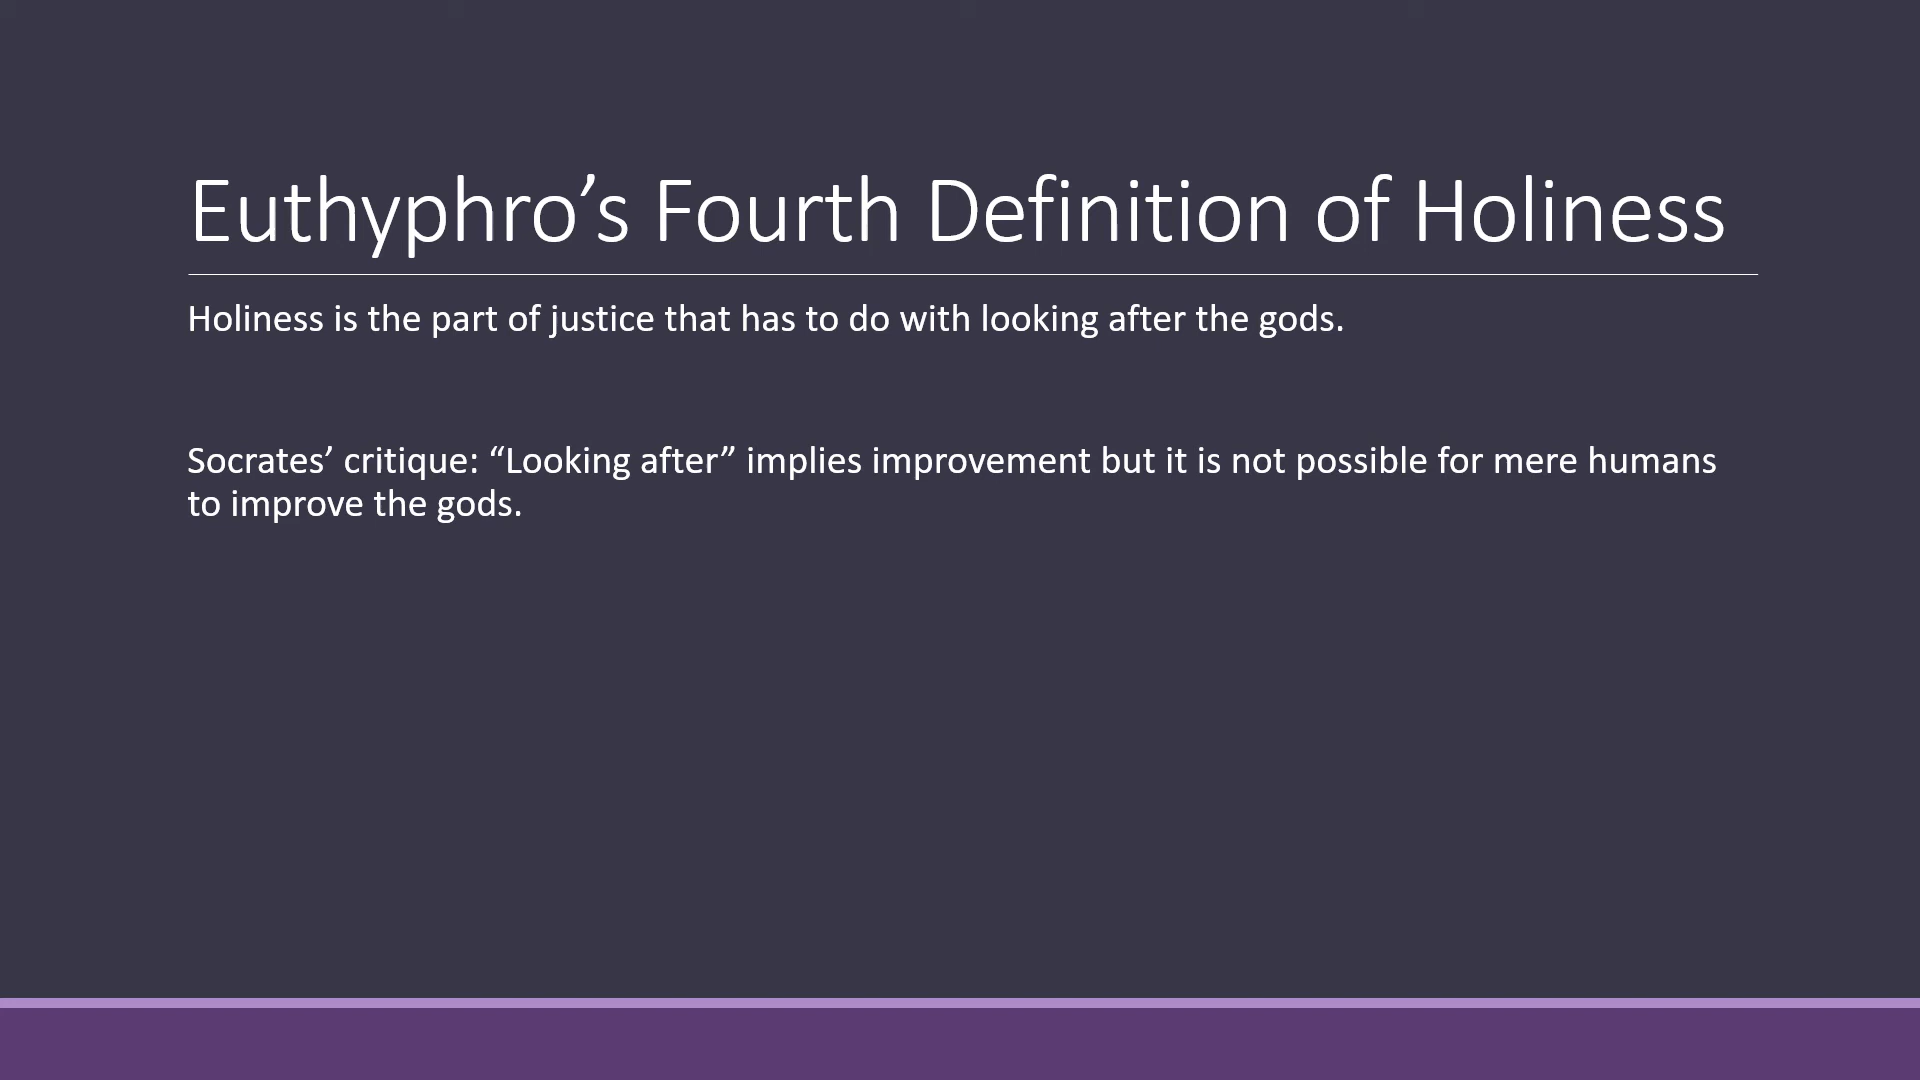 Euthyphro’s Fourth Definition of Holiness
Holiness is the part of justice that has to do with looking after the gods.
Socrates’ critique: “Looking after” implies improvement but it is not possible for mere humans
to improve the gods.